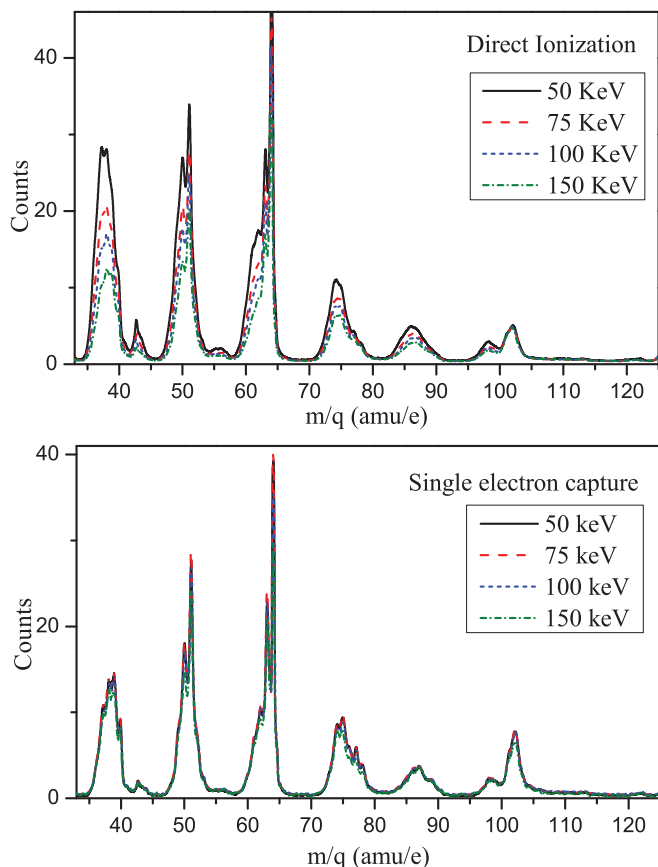 Direct Ionization
50 KeV
75 KeV
100 KeV
150 KeV
Counts
40
20
0
40 50 60 70 80 90 100 110 120
m/q (amu/e)
Single electron capture
50 keV
75 keV
100 keV
150 keV
Counts
40
20
0
40 50 60 70 80 90 100 110 120
m/q (amu/e)